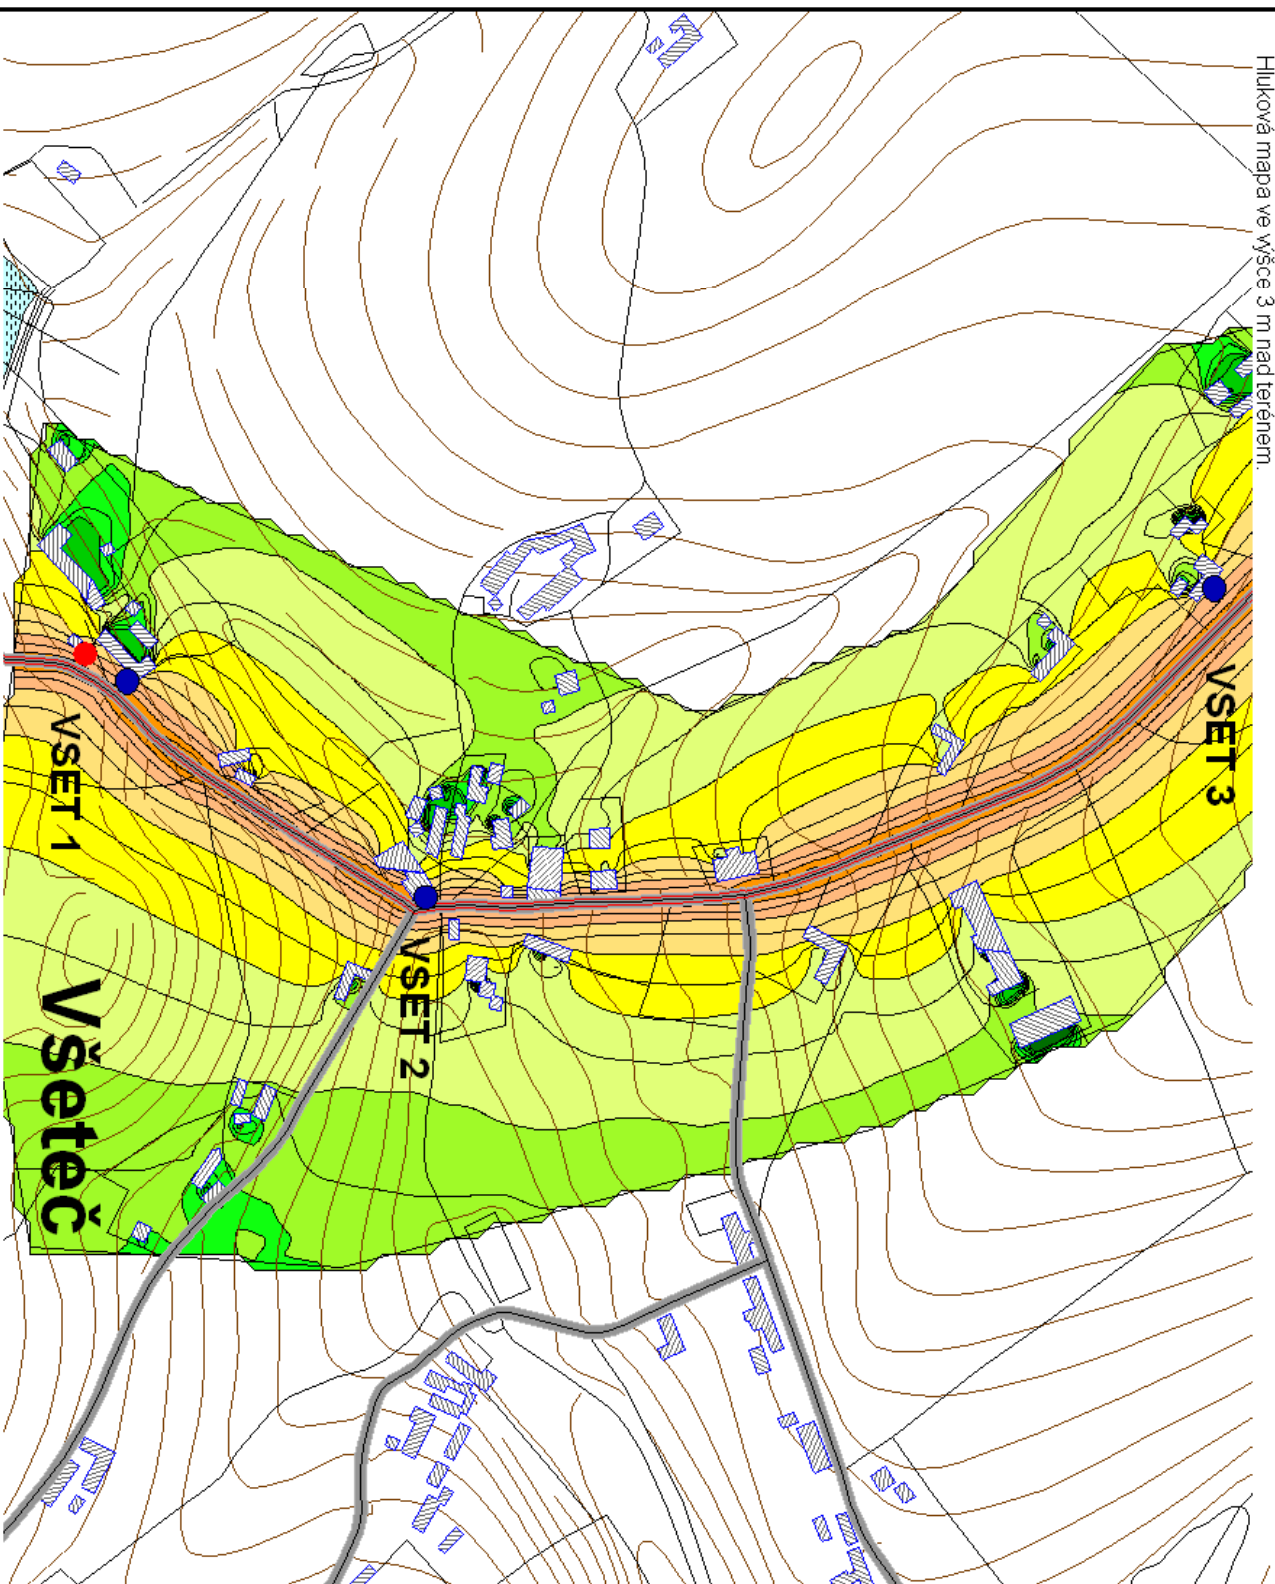 Hluková mapa ve výšce 3 m nad terénem.
VSET 3
VSET 2
VSET 1
Všeteč